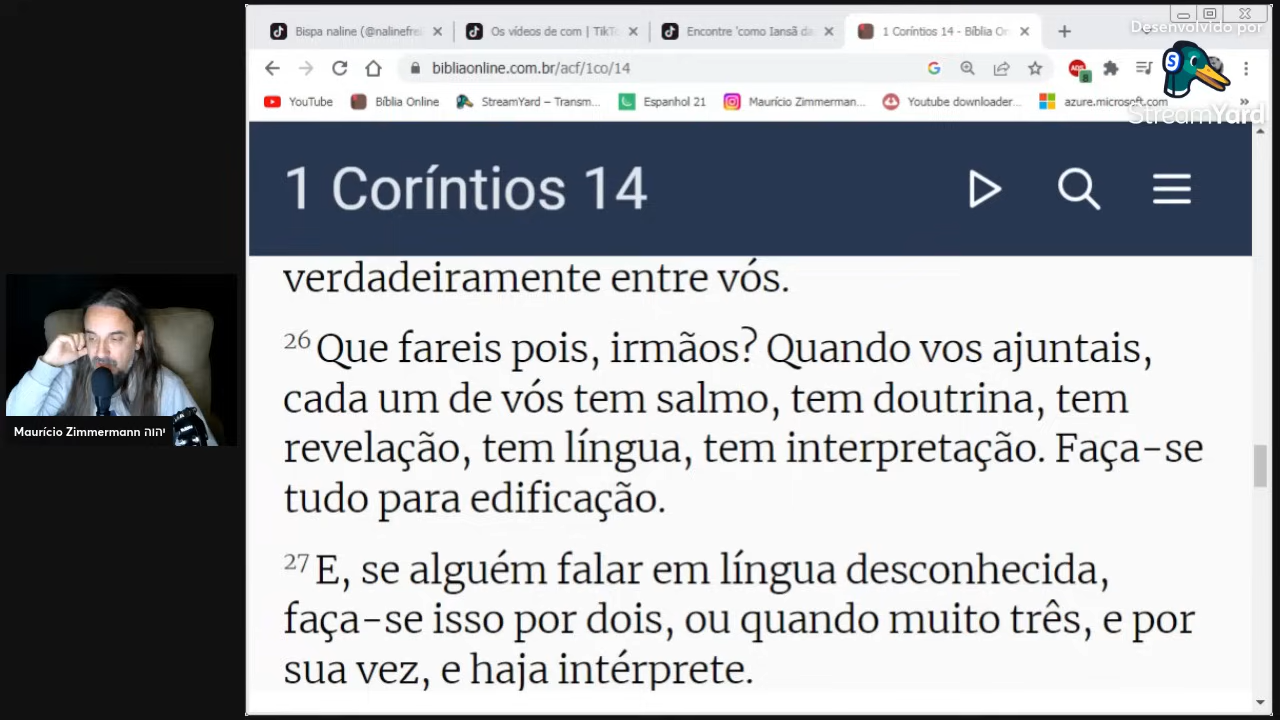 Bispa naline (@nalinefrei
Os vídeos de com | TikTo
Encontre 'como Iansã da
1 Coríntios 14 - Bíblia On
Desenvolvido por
bibliaonline.com.br/acf/1co/14
YouTube
Bíblia Online
StreamYard – Transm...
Espanhol 21
Maurício Zimmerman...
Youtube downloader...
azure.microsoft.com
StreamYard
1 Coríntios 14
verdadeiramente entre vós.
26 Que fareis pois, irmãos? Quando vos ajuntais,
cada um de vós tem salmo, tem doutrina, tem
revelação, tem língua, tem interpretação. Faça-se
tudo para edificação.
27 E, se alguém falar em língua desconhecida,
faça-se isso por dois, ou quando muito três, e por
sua vez, e haja intérprete.
Maurício Zimmermann יהוה